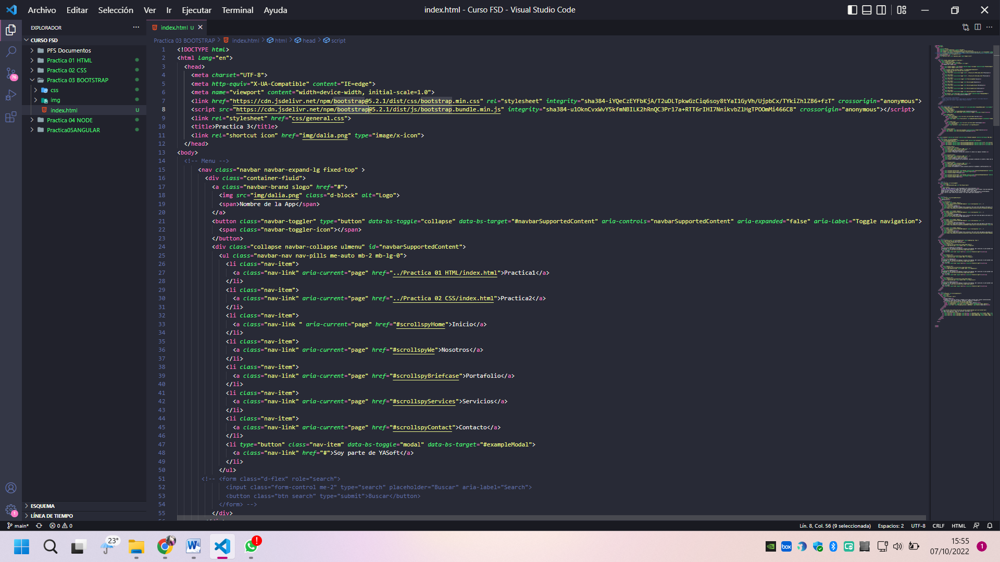 Archivo Editar Selección Ver Ir Ejecutar Terminal Ayuda
index.html - Curso FSD - Visual Studio Code
EXPLORADOR
CURSO FSD
PFS Documentos
Practica 01 HTML
Practica 02 CSS
Practica 03 BOOTSTRAP
css
img
index.html U
Practica 04 NODE
Practica05ANGULAR
ESQUEMA
LÍNEA DE TIEMPO
76
1
index.html U
Practica 03 BOOTSTRAP > index.html > html > head > script
1 <!DOCTYPE html>
2 <html lang="en">
3 <head>
4 <meta charset="UTF-8">
5 <meta http-equiv="X-UA-Compatible" content="IE=edge">
6 <meta name="viewport" content="width=device-width, initial-scale=1.0">
7 <link href="https://cdn.jsdelivr.net/npm/bootstrap@5.2.1/dist/css/bootstrap.min.css" rel="stylesheet" integrity="sha384-iYQeCzEYFbKjA/T2uDLTpkwGzCiq6soy8tYaI1GyVh/UjpbCx/TYkiZhlZB6+fzT" crossorigin="anonymous">
8 <script src="https://cdn.jsdelivr.net/npm/bootstrap@5.2.1/dist/js/bootstrap.bundle.min.js" integrity="sha384-u1OknCvxWvY5kfmNBILK2hRnQC3Pr17a+RTT6rIHI7NnikvbZlHgTPOOmMi466C8" crossorigin="anonymous"></script>
9 <link rel="stylesheet" href="css/general.css">
10 <title>Practica 3</title>
11 <link rel="shortcut icon" href="img/dalia.png" type="image/x-icon">
12 </head>
13 <body>
14 <!-- Menu -->
15 <nav class="navbar navbar-expand-lg fixed-top" >
16 <div class="container-fluid">
17 <a class="navbar-brand slogo" href="#">
18 <img src="img/dalia.png" class="d-block" alt="Logo">
19 <span>Nombre de la App</span>
20 </a>
21 <button class="navbar-toggler" type="button" data-bs-toggle="collapse" data-bs-target="#navbarSupportedContent" aria-controls="navbarSupportedContent" aria-expanded="false" aria-label="Toggle navigation">
22 <span class="navbar-toggler-icon"></span>
23 </button>
24 <div class="collapse navbar-collapse ulmenu" id="navbarSupportedContent">
25 <ul class="navbar-nav nav-pills me-auto mb-2 mb-lg-0">
26 <li class="nav-item">
27 <a class="nav-link" aria-current="page" href="../Practica 01 HTML/index.html">Practica1</a>
28 </li>
29 <li class="nav-item">
30 <a class="nav-link" aria-current="page" href="../Practica 02 CSS/index.html">Practica2</a>
31 </li>
32 <li class="nav-item">
33 <a class="nav-link " aria-current="page" href="#scrollspyHome">Inicio</a>
34 </li>
35 <li class="nav-item">
36 <a class="nav-link" aria-current="page" href="#scrollspyWe">Nosotros</a>
37 </li>
38 <li class="nav-item">
39 <a class="nav-link" aria-current="page" href="#scrollspyBriefcase">Portafolio</a>
40 </li>
41 <li class="nav-item">
42 <a class="nav-link" aria-current="page" href="#scrollspyServices">Servicios</a>
43 </li>
44 <li class="nav-item">
45 <a class="nav-link" aria-current="page" href="#scrollspyContact">Contacto</a>
46 </li>
47 <li type="button" class="nav-item" data-bs-toggle="modal" data-bs-target="#exampleModal">
48 <a class="nav-link" href="#">Soy parte de YASoft</a>
49 </li>
50 </ul>
51 <!-- <form class="d-flex" role="search">
52 <input class="form-control me-2" type="search" placeholder="Buscar" aria-label="Search">
53 <button class="btn search" type="submit">Buscar</button>
54 </form> -->
55 </div>
main* 0 0
Lín. 8, Col. 56 (9 seleccionada) Espacios: 2 UTF-8 CRLF HTML
23°
box
15:55
07/10/2022
1